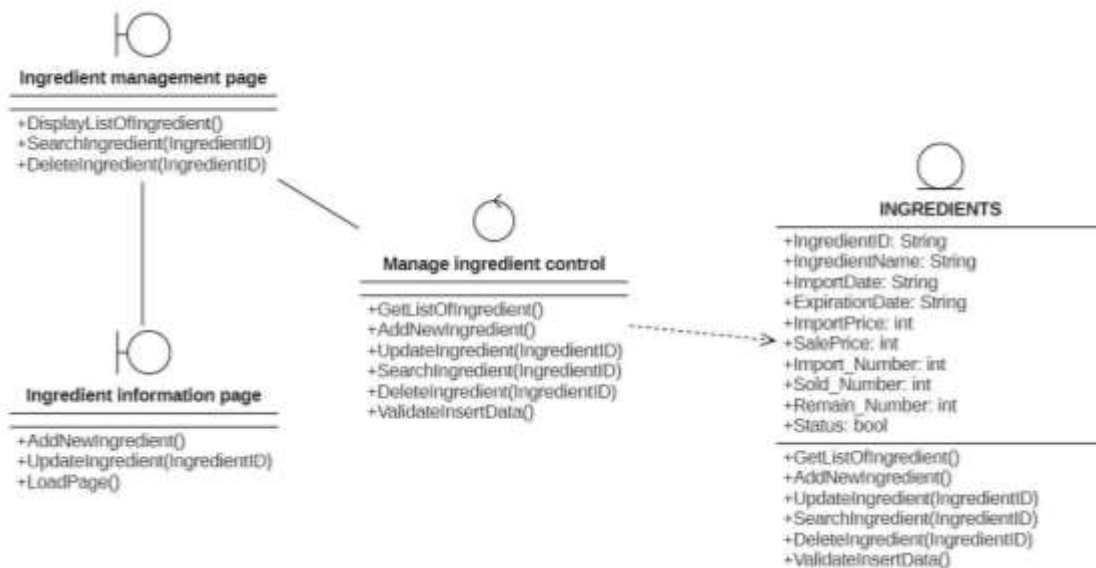 Ingredient management page
+DisplayListOfIngredient()
+SearchIngredient(IngredientID)
+DeleteIngredient(IngredientID)
Ingredient information page
+AddNewIngredient()
+UpdateIngredient(IngredientID)
+LoadPage()
Manage ingredient control
+GetListOfIngredient()
+AddNewIngredient()
+UpdateIngredient(IngredientID)
+SearchIngredient(IngredientID)
+DeleteIngredient(IngredientID)
+ValidateInsertData()
INGREDIENTS
+IngredientID: String
+IngredientName: String
+ImportDate: String
+ExpirationDate: String
+ImportPrice: int
+SalePrice: int
+Import_Number: int
+Sold_Number: int
+Remain_Number: int
+Status: bool
+GetListOfIngredient()
+AddNewIngredient()
+UpdateIngredient(IngredientID)
+SearchIngredient(IngredientID)
+DeleteIngredient(IngredientID)
+ValidateInsertData()